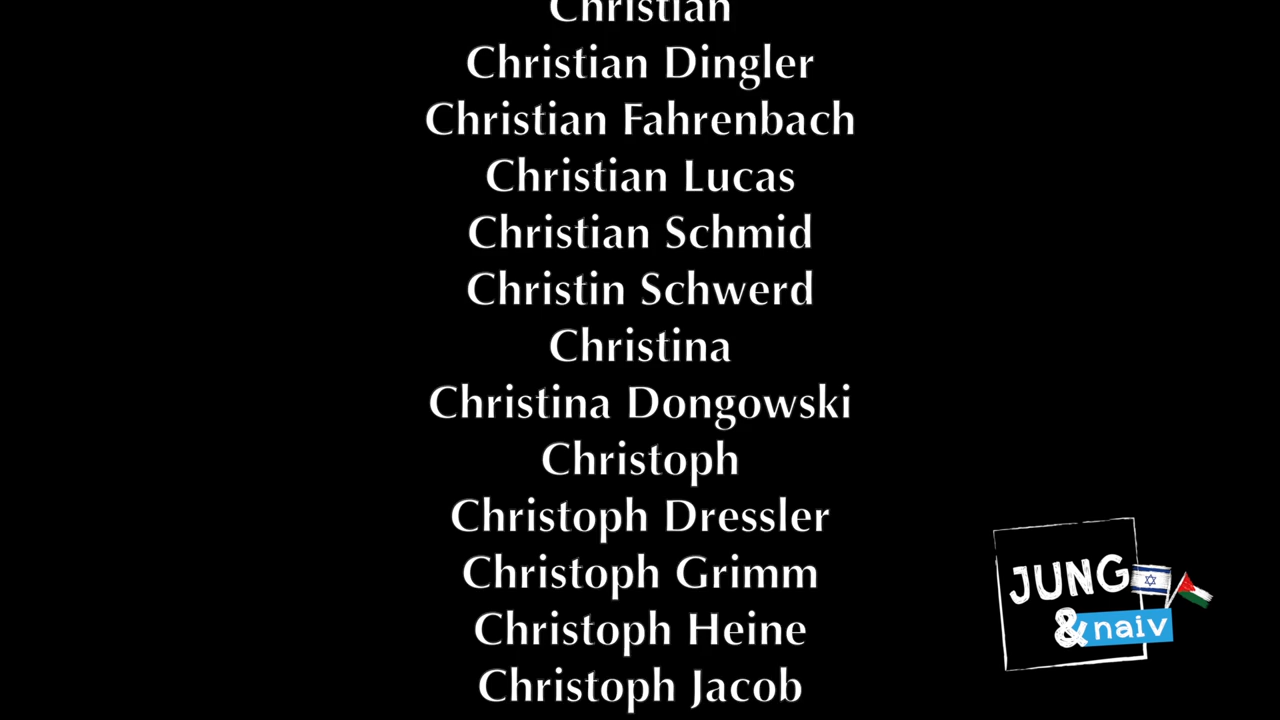 Christian
Christian Dingler
Christian Fahrenbach
Christian Lucas
Christian Schmid
Christin Schwerd
Christina
Christina Dongowski
Christoph
Christoph Dressler
Christoph Grimm
Christoph Heine
Christoph Jacob
JUNG
& naiv